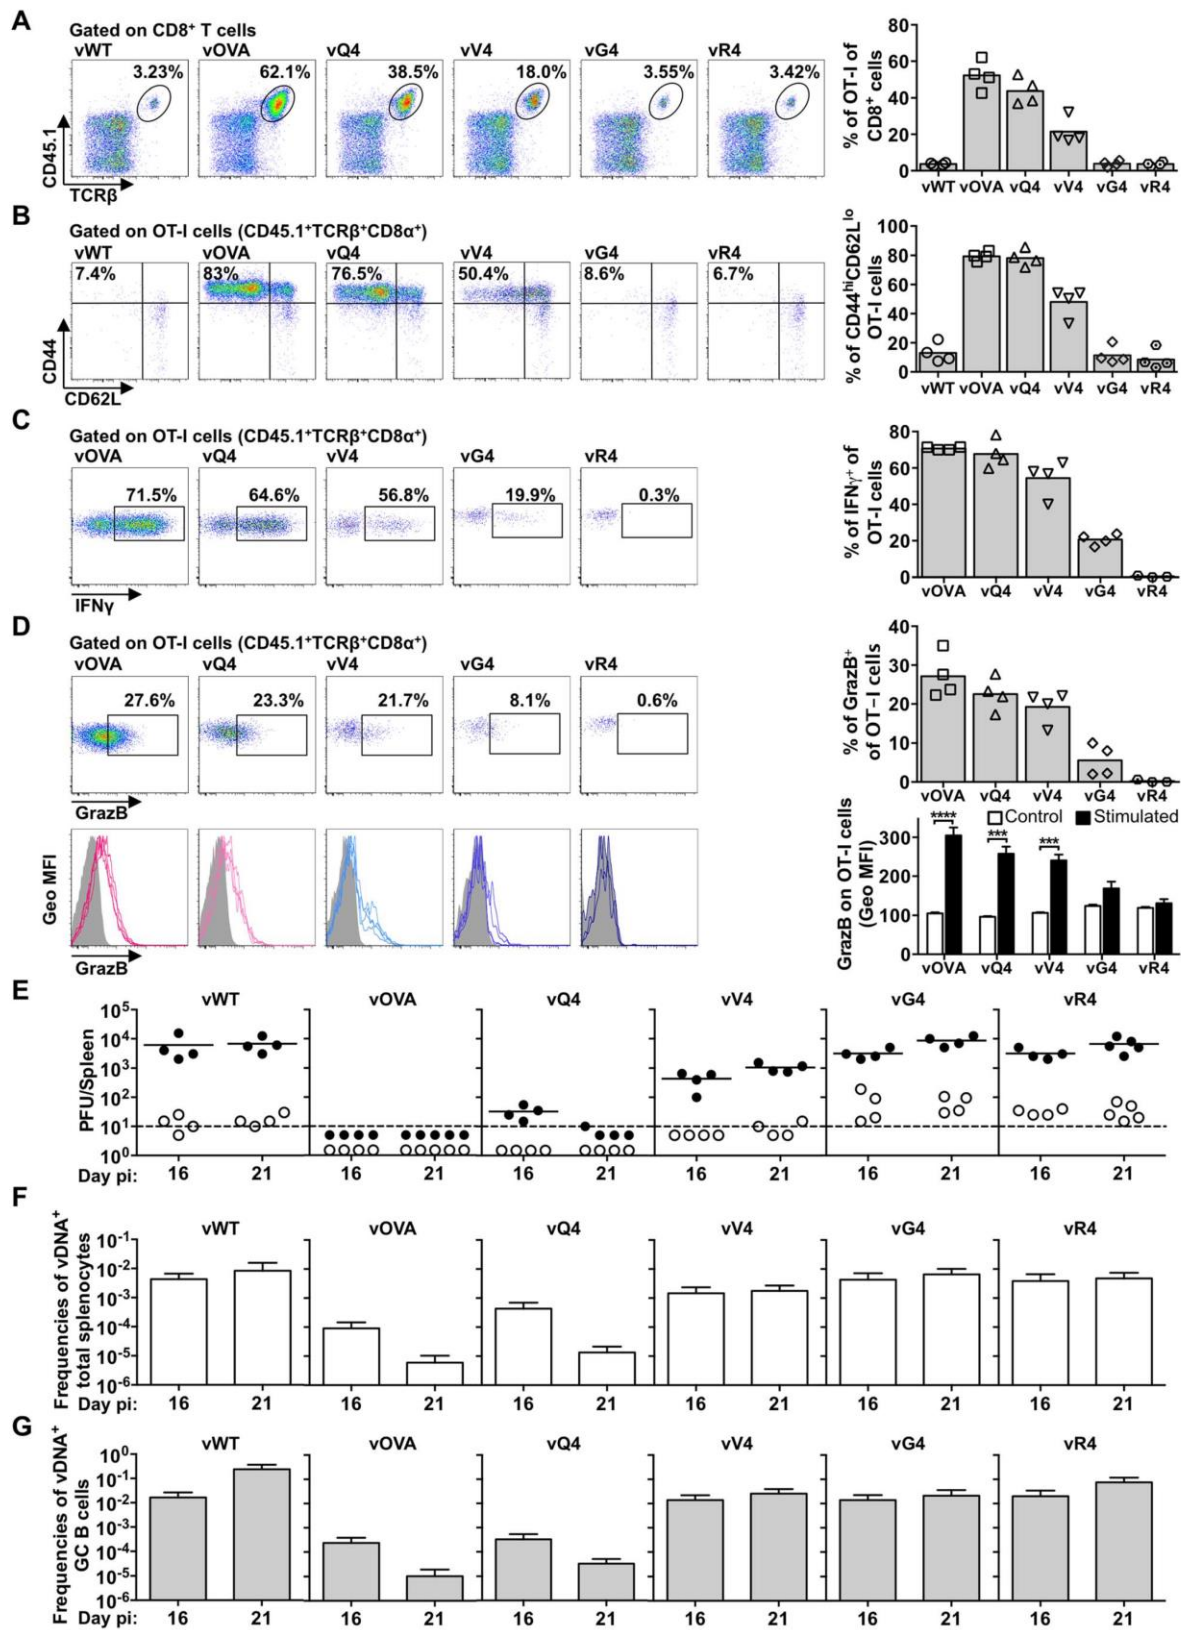 A
Gated on CD8⁺ T cells
vWT vOVA vQ4 vV4 vG4 vR4
3.23% 62.1% 38.5% 18.0% 3.55% 3.42%
CD45.1
TCRβ
% of OT-I of
CD8⁺ cells
80
60
40
20
0
vWT vOVA vQ4 vV4 vG4 vR4
B
Gated on OT-I cells (CD45.1⁺TCRβ⁺CD8α⁺)
vWT vOVA vQ4 vV4 vG4 vR4
7.4% 83% 76.5% 50.4% 8.6% 6.7%
CD44
CD62L
% of CD44ʰⁱCD62Lˡᵒ
OT-I cells
100
80
60
40
20
0
vWT vOVA vQ4 vV4 vG4 vR4
C
Gated on OT-I cells (CD45.1⁺TCRβ⁺CD8α⁺)
vOVA vQ4 vV4 vG4 vR4
71.5% 64.6% 56.8% 19.9% 0.3%
IFNγ
% of IFNγ⁺ of
OT-I cells
80
60
40
20
0
vOVA vQ4 vV4 vG4 vR4
D
Gated on OT-I cells (CD45.1⁺TCRβ⁺CD8α⁺)
vOVA vQ4 vV4 vG4 vR4
27.6% 23.3% 21.7% 8.1% 0.6%
GrazB
% of GrazB⁺
of OT–I cells
40
30
20
10
0
vOVA vQ4 vV4 vG4 vR4
Geo MFI
GrazB
GrazB on OT-I cells
(Geo MFI)
Control Stimulated
**** *** ***
300
200
100
0
vOVA vQ4 vV4 vG4 vR4
E
vWT vOVA vQ4 vV4 vG4 vR4
PFU/Spleen
10⁵
10⁴
10³
10²
10¹
10⁰
Day pi: 16 21 16 21 16 21 16 21 16 21 16 21
F
vWT vOVA vQ4 vV4 vG4 vR4
Frequencies of vDNA⁺
total splenocytes
10⁻¹
10⁻²
10⁻³
10⁻⁴
10⁻⁵
10⁻⁶
Day pi: 16 21 16 21 16 21 16 21 16 21 16 21
G
vWT vOVA vQ4 vV4 vG4 vR4
Frequencies of vDNA⁺
GC B cells
10⁰
10⁻¹
10⁻²
10⁻³
10⁻⁴
10⁻⁵
10⁻⁶
Day pi: 16 21 16 21 16 21 16 21 16 21 16 21